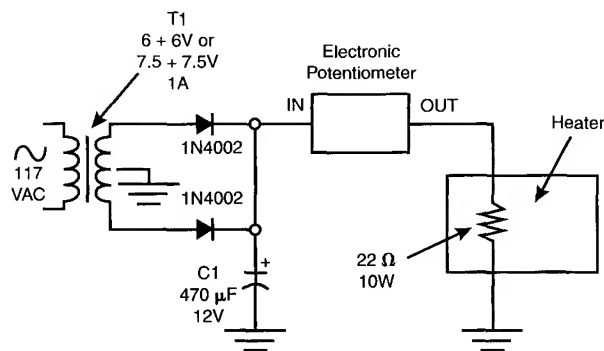 T1
6 + 6V or
7.5 + 7.5V
1A
Electronic
Potentiometer
IN
OUT
1N4002
Heater
117
VAC
1N4002
22 Ω
10W
C1
+
470 µF
12V